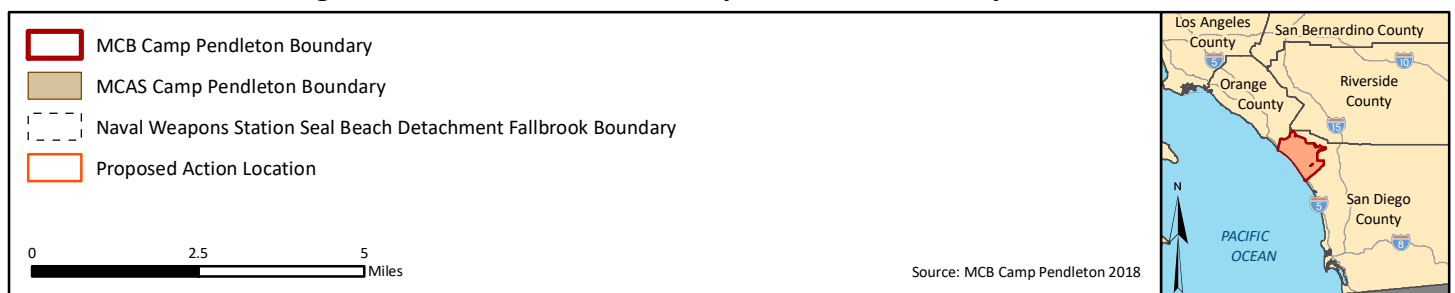 MCB Camp Pendleton Boundary
MCAS Camp Pendleton Boundary
Naval Weapons Station Seal Beach Detachment Fallbrook Boundary
Proposed Action Location
0 2.5 5
Miles
Source: MCB Camp Pendleton 2018
Los Angeles
County
San Bernardino County
5
10
Orange
County
Riverside
County
15
N
5
San Diego
County
PACIFIC
OCEAN
8